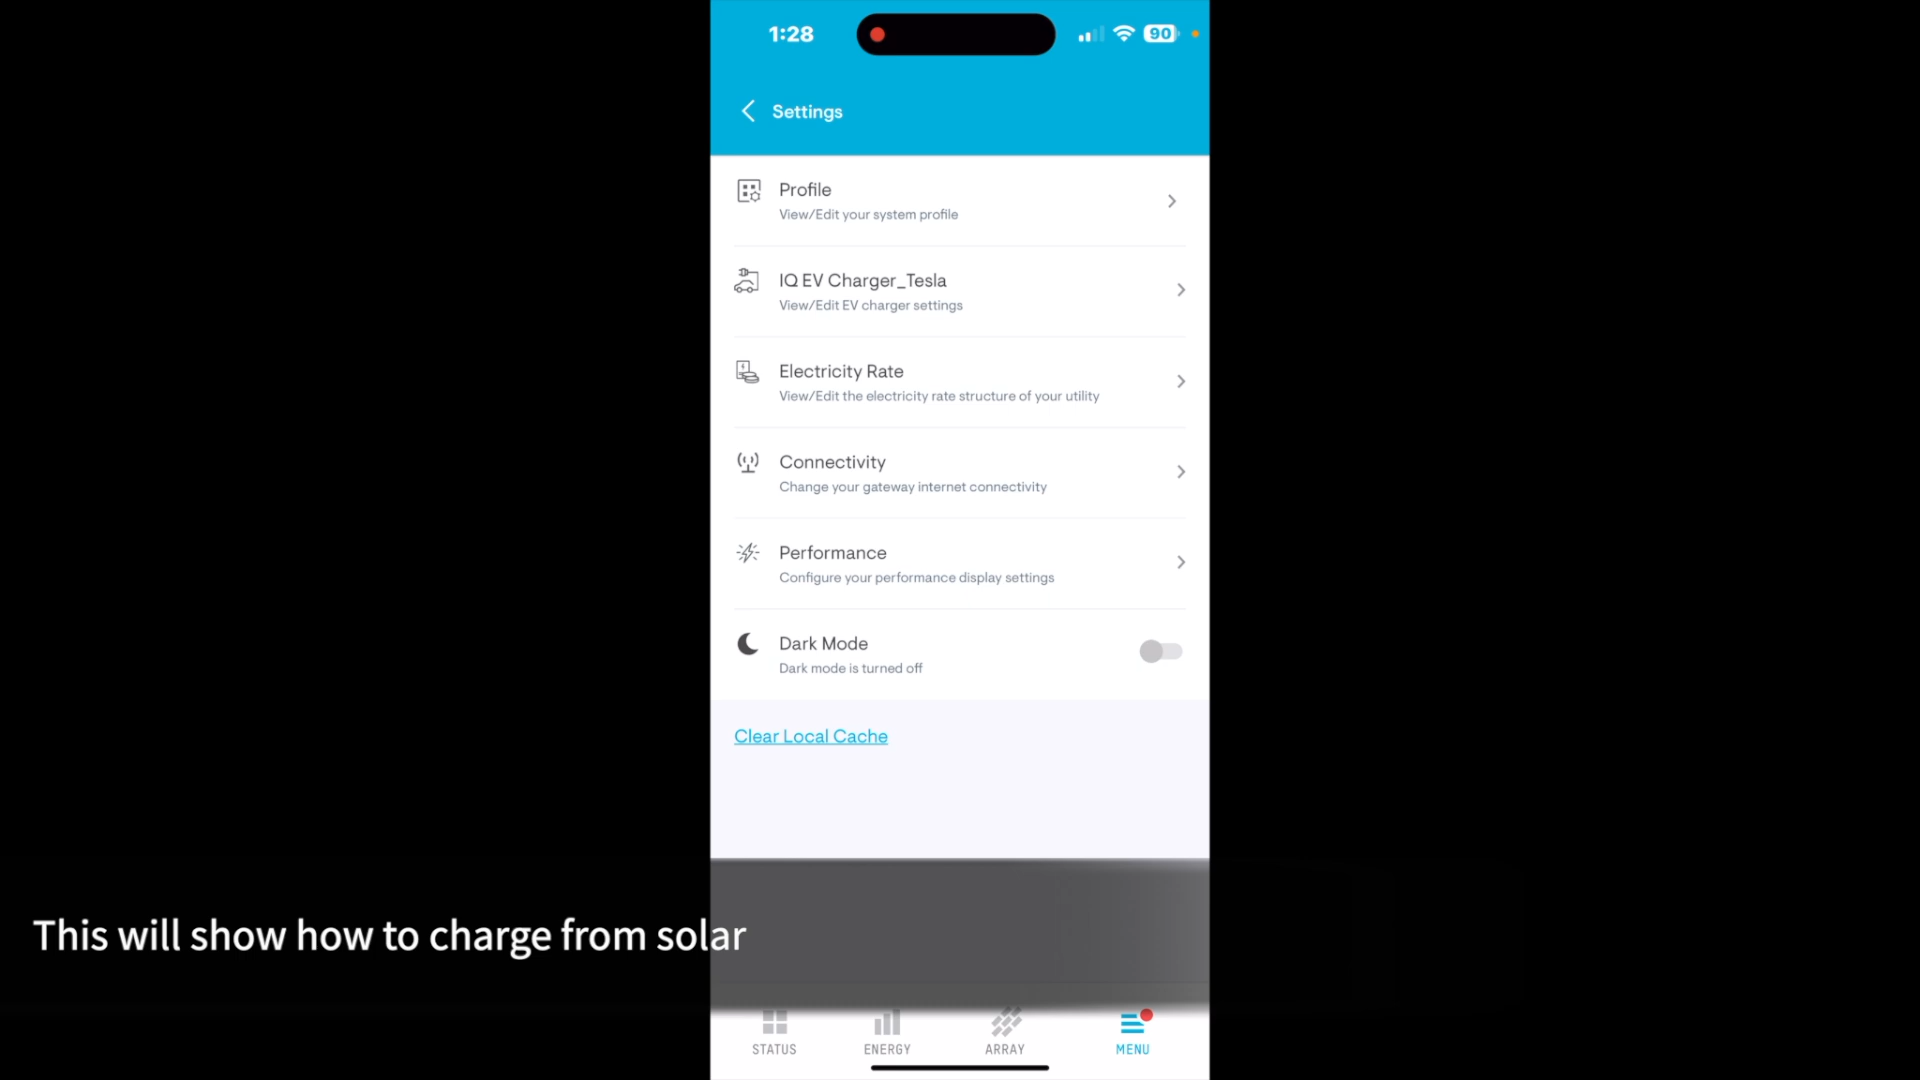 1:28
90
Settings
Profile
View/Edit your system profile
IQ EV Charger_Tesla
View/Edit EV charger settings
Electricity Rate
View/Edit the electricity rate structure of your utility
Connectivity
Change your gateway internet connectivity
Performance
Configure your performance display settings
Dark Mode
Dark mode is turned off
Clear Local Cache
This will show how to charge from solar
STATUS
ENERGY
ARRAY
MENU